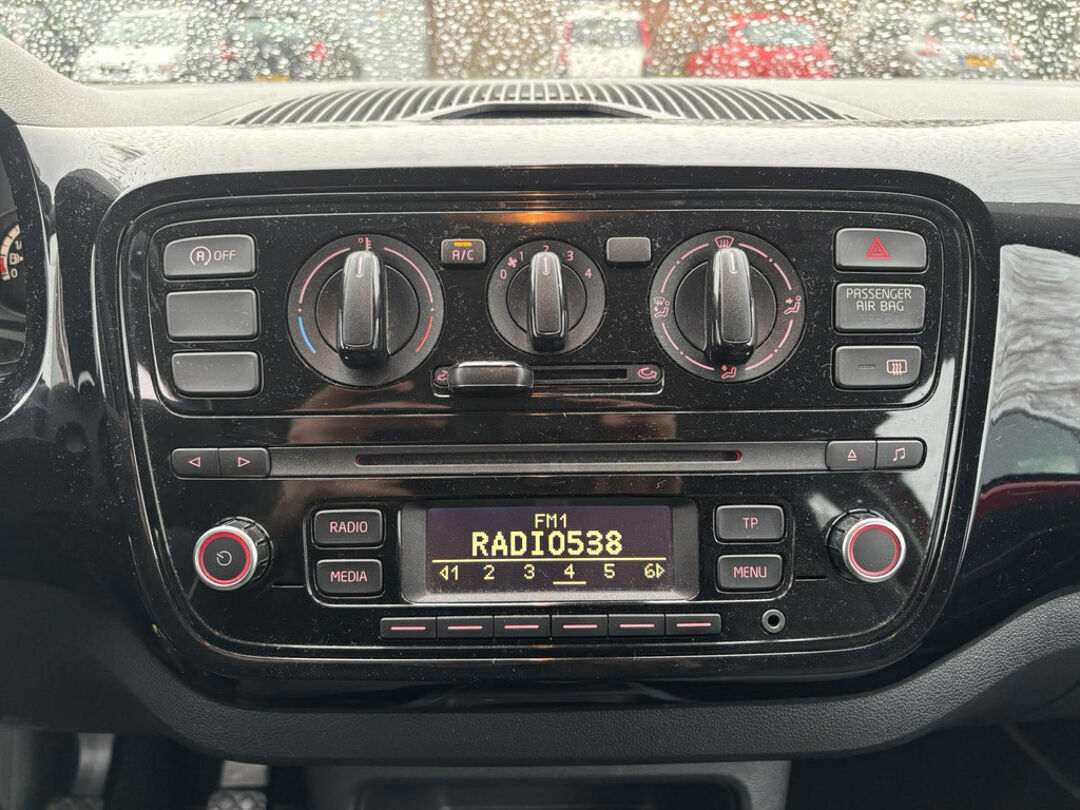 OFF
A/C
0 1 2 3 4
PASSENGER
AIR BAG
RADIO
MEDIA
FM1
RADIO538
1 2 3 4 5 6
TP
MENU